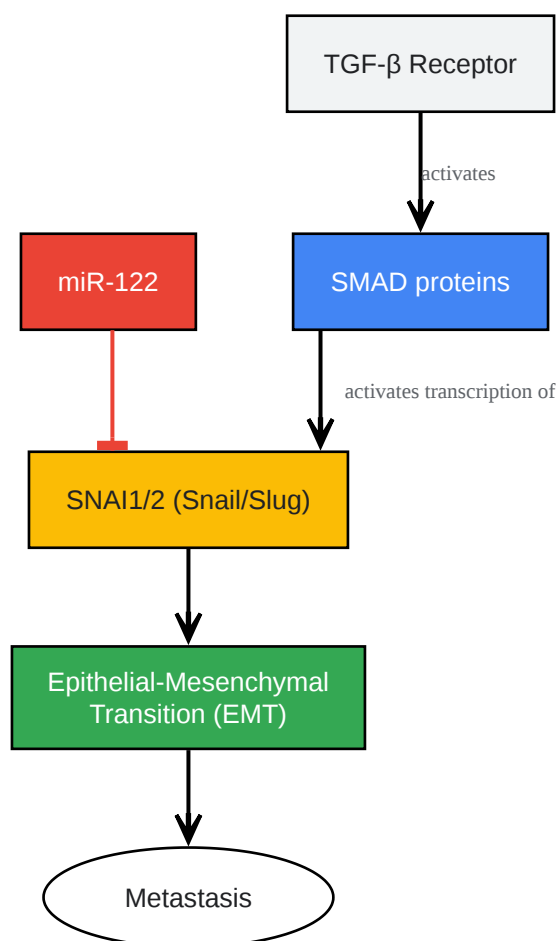 TGF-β Receptor
activates
miR-122
SMAD proteins
activates transcription of
SNAI1/2 (Snail/Slug)
Epithelial-Mesenchymal
Transition (EMT)
Metastasis